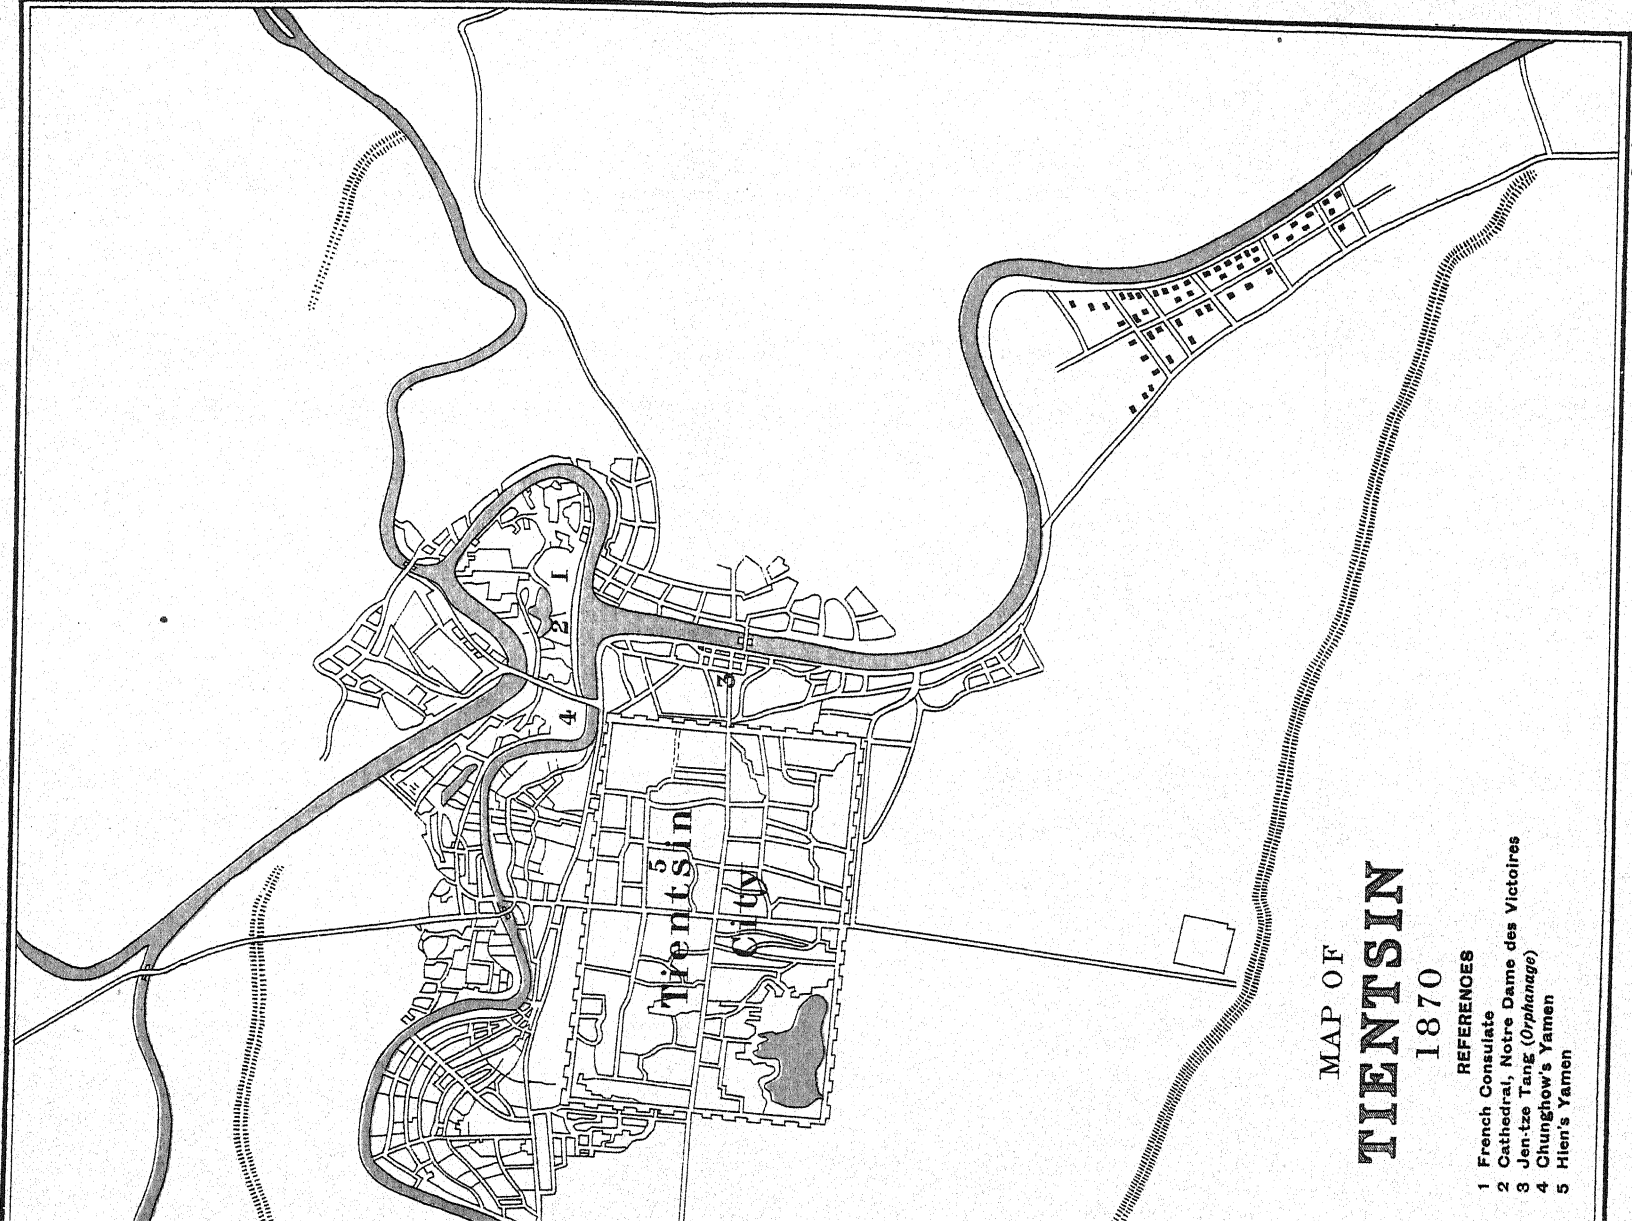 1
2
3
4
5
Tientsin
City
MAP OF
TIENTSIN
1870
REFERENCES
1 French Consulate
2 Cathedral, Notre Dame des Victoires
3 Jen-tze Tang (Orphanage)
4 Chunghow's Yamen
5 Hien's Yamen